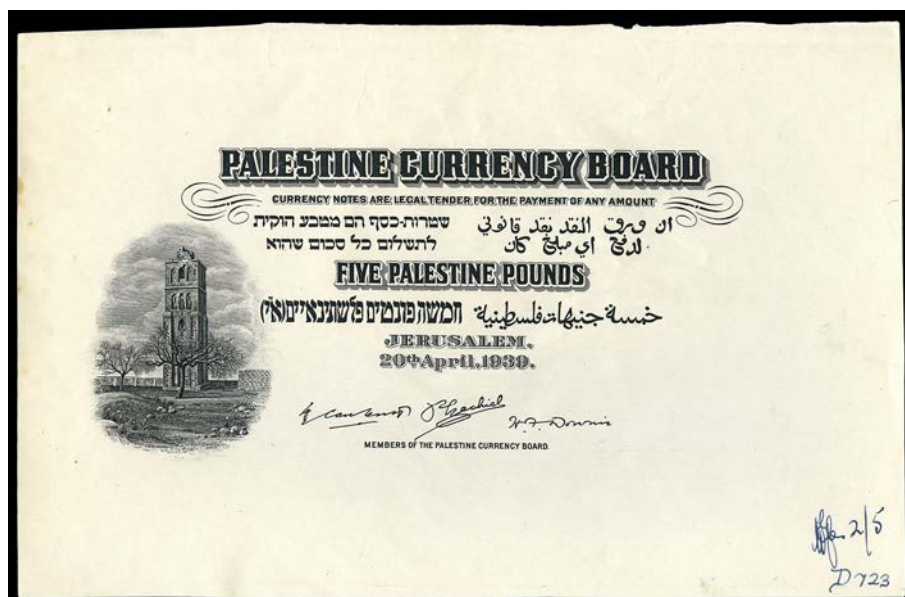 PALESTINE CURRENCY BOARD
CURRENCY NOTES ARE LEGAL TENDER FOR THE PAYMENT OF ANY AMOUNT
שטרות-כסף הם מטבע חוקית ان ورق النقد نقد قانوني
לתשלום כל סכום שהוא لدفع اي مبلغ كان
FIVE PALESTINE POUNDS
חמשה פונטים פלשתינאיים (א״י) خمسة جنيهات فلسطينية
JERUSALEM.
20th April, 1939.
MEMBERS OF THE PALESTINE CURRENCY BOARD.
2/5
D 723